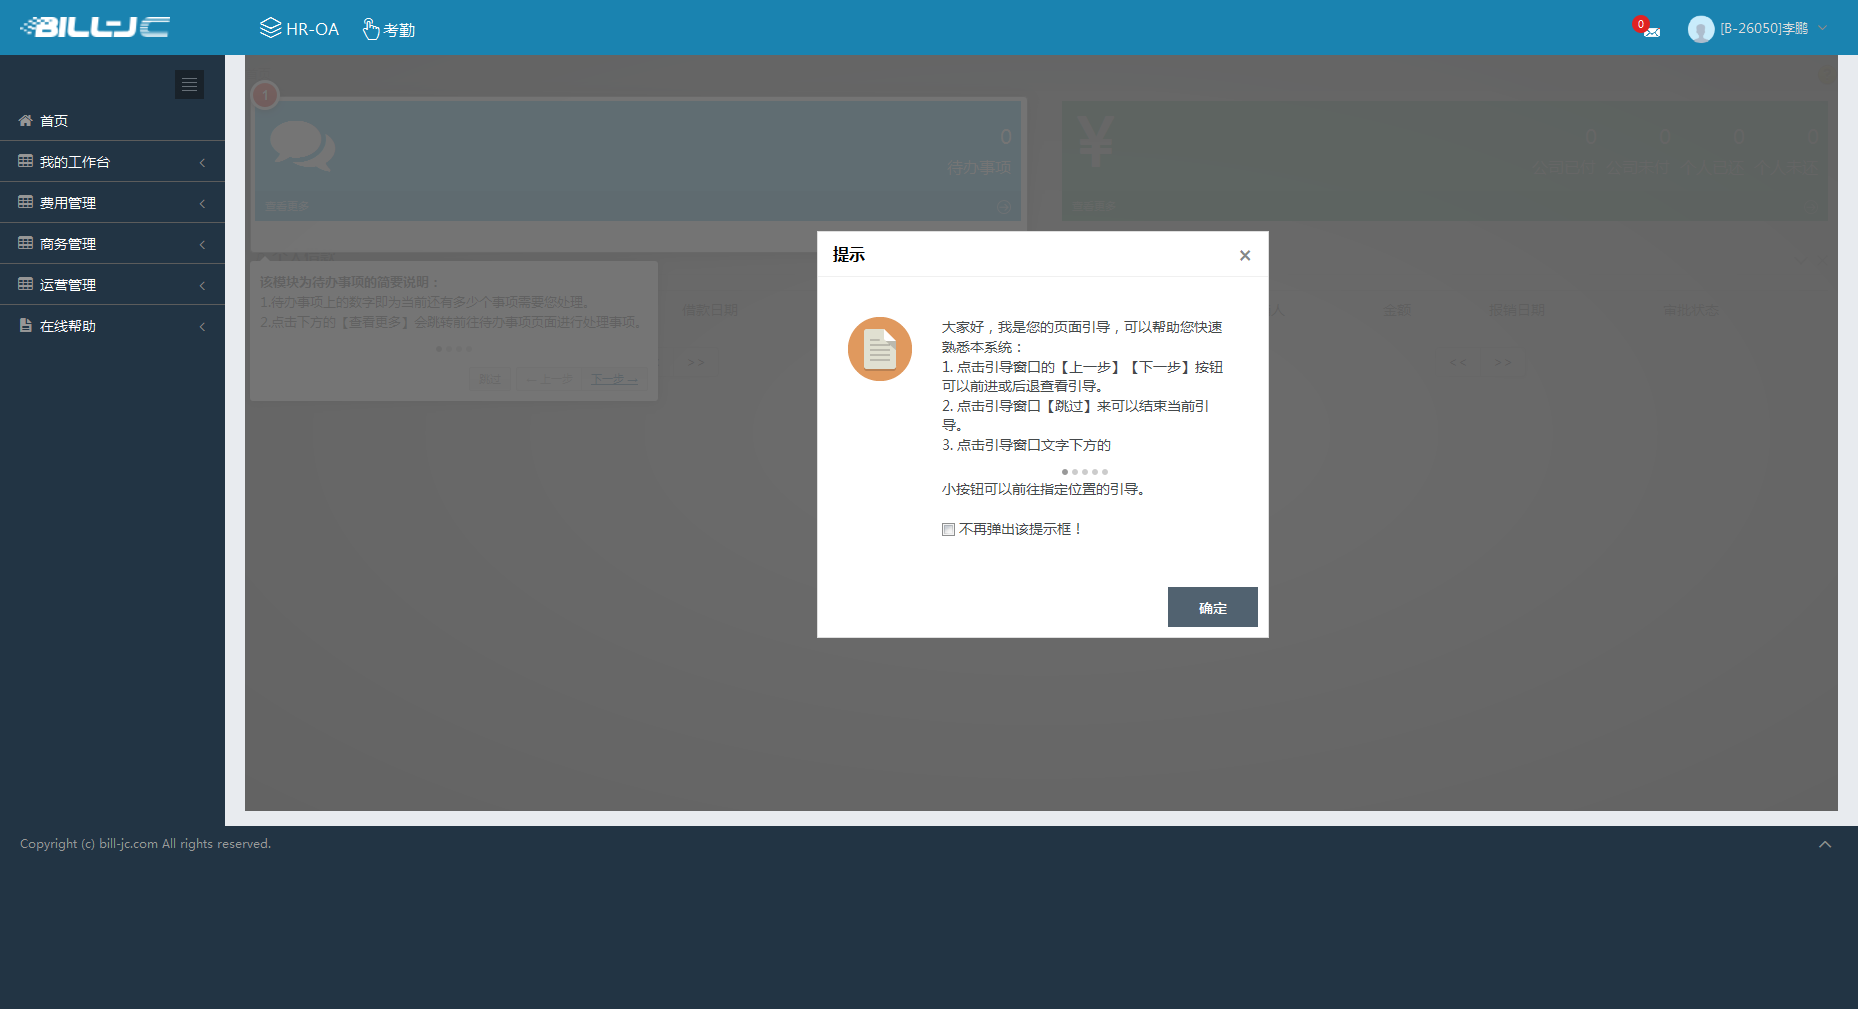 BILL-JC
HR-OA
考勤
0
[B-26050]李鹏
首页
我的工作台
费用管理
商务管理
运营管理
在线帮助
1
0
待办事项
查看更多
¥
0 0 0 0
该模块为待办事项的简要说明：
1.待办事项上的数字即为当前还有多少个事项需要您处理。
2.点击下方的【查看更多】会跳转前往待办事项页面进行处理事项。
跳过
← 上一步
下一步 →
借款日期
>>
人
金额
报销日期
审批状态
<<
>>
提示
×
大家好，我是您的页面引导，可以帮助您快速
熟悉本系统：
1. 点击引导窗口的【上一步】【下一步】按钮
可以前进或后退查看引导。
2. 点击引导窗口【跳过】来可以结束当前引
导。
3. 点击引导窗口文字下方的
小按钮可以前往指定位置的引导。
不再弹出该提示框！
确定
Copyright (c) bill-jc.com All rights reserved.